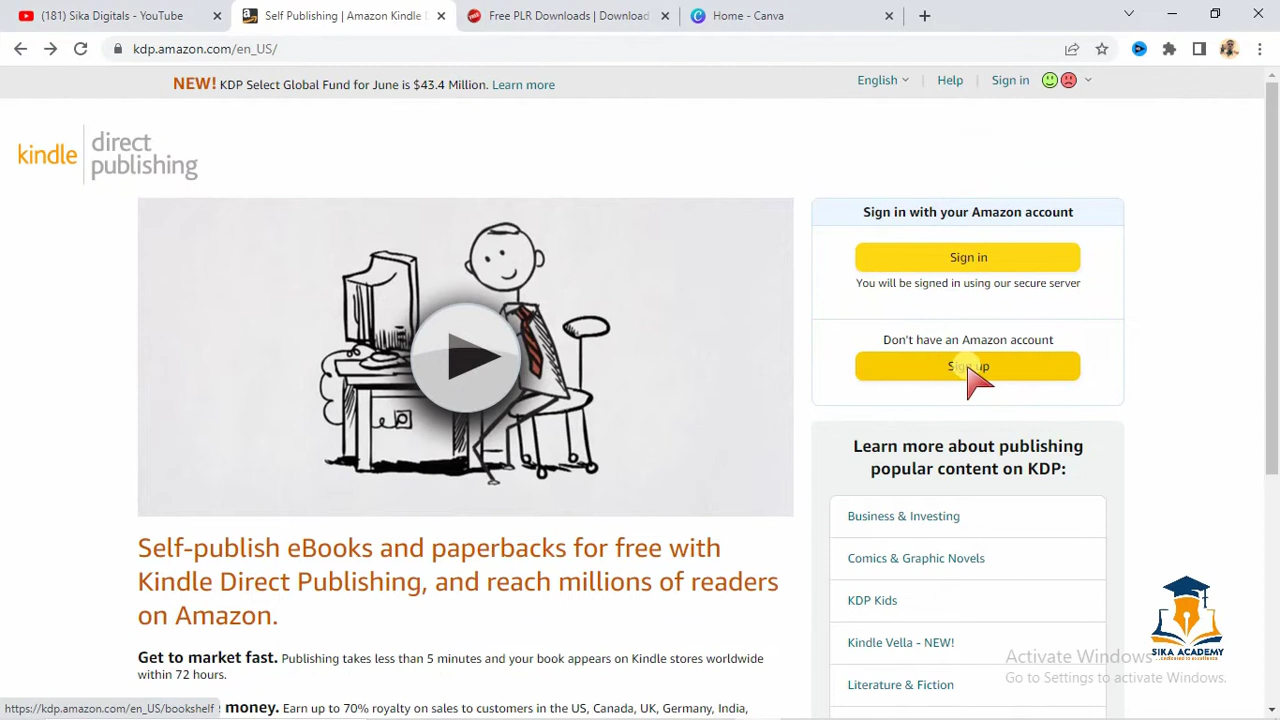 (181) Sika Digitals - YouTube
Self Publishing | Amazon Kindle D
Free PLR Downloads | Download
Home - Canva
kdp.amazon.com/en_US/
NEW! KDP Select Global Fund for June is $43.4 Million. Learn more
English
Help
Sign in
kindle direct publishing
Sign in with your Amazon account
Sign in
You will be signed in using our secure server
Don't have an Amazon account
Sign up
Learn more about publishing
popular content on KDP:
Business & Investing
Comics & Graphic Novels
KDP Kids
Kindle Vella - NEW!
Literature & Fiction
Self-publish eBooks and paperbacks for free with
Kindle Direct Publishing, and reach millions of readers
on Amazon.
Get to market fast. Publishing takes less than 5 minutes and your book appears on Kindle stores worldwide
within 72 hours.
money. Earn up to 70% royalty on sales to customers in the US, Canada, UK, Germany, India,
https://kdp.amazon.com/en_US/bookshelf
SIKA ACADEMY
Activate Windows
Go to Settings to activate Windows.